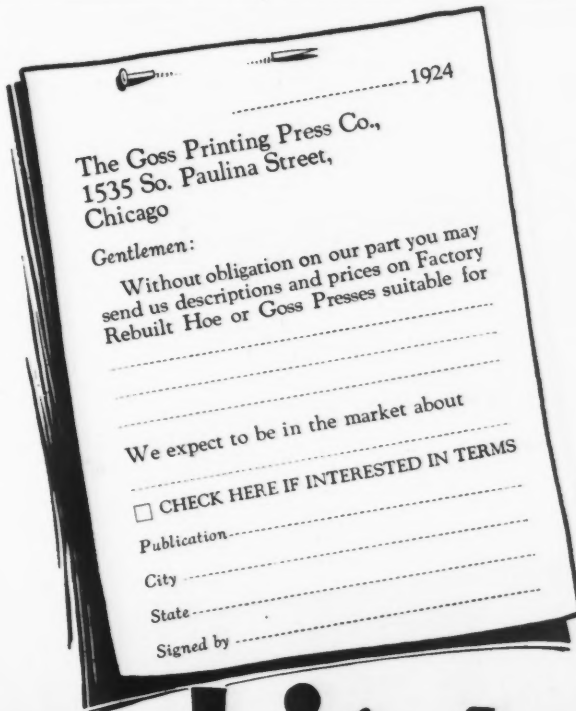 1924
The Goss Printing Press Co.,
1535 So. Paulina Street,
Chicago
Gentlemen:
Without obligation on our part you may
send us descriptions and prices on Factory
Rebuilt Hoe or Goss Presses suitable for
We expect to be in the market about
☐ CHECK HERE IF INTERESTED IN TERMS
Publication
City
State
Signed by